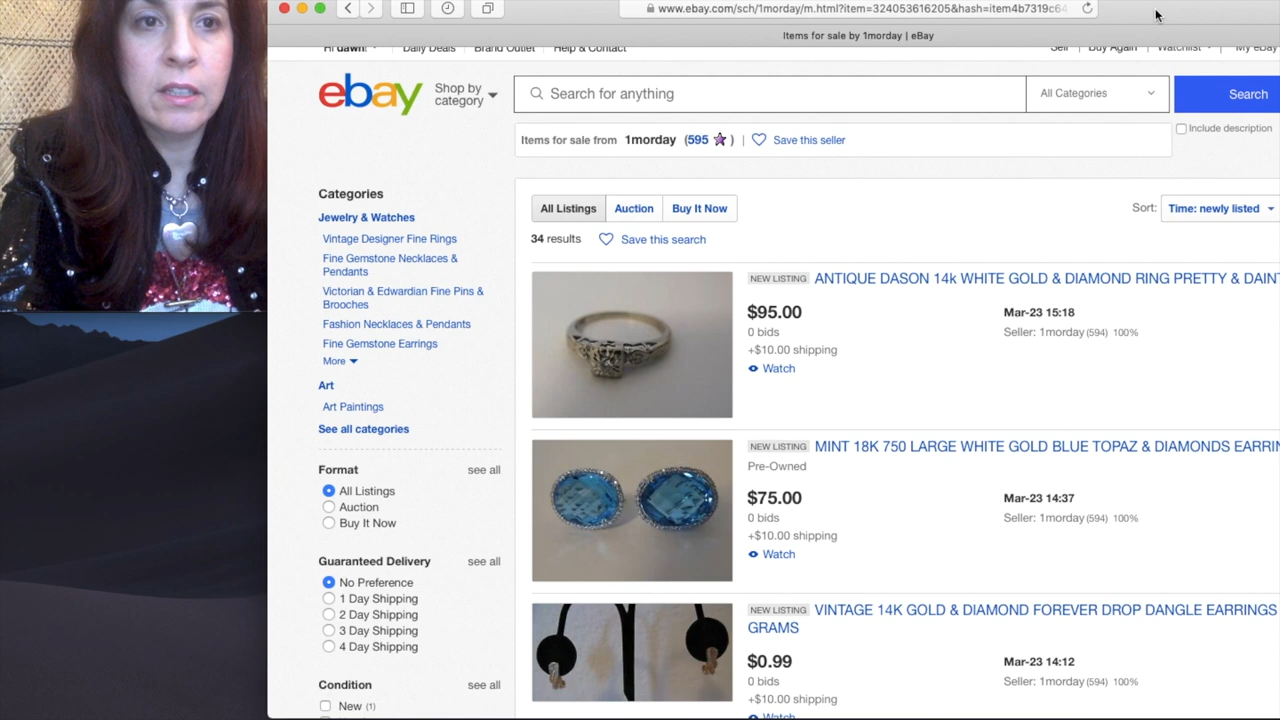 www.ebay.com/sch/1morday/m.html?item=324053616205&hash=item4b7319c64
Items for sale by 1morday | eBay
Hi dawn! Daily Deals Brand Outlet Help & Contact Sell Buy Again Watchlist My eBay
ebay
Shop by
category
Search for anything
All Categories
Search
Include description
Items for sale from 1morday (595 ) | Save this seller
Categories
Jewelry & Watches
Vintage Designer Fine Rings
Fine Gemstone Necklaces &
Pendants
Victorian & Edwardian Fine Pins &
Brooches
Fashion Necklaces & Pendants
Fine Gemstone Earrings
More
Art
Art Paintings
See all categories
Format see all
All Listings
Auction
Buy It Now
Guaranteed Delivery see all
No Preference
1 Day Shipping
2 Day Shipping
3 Day Shipping
4 Day Shipping
Condition see all
New (1)
All Listings Auction Buy It Now
Sort: Time: newly listed
34 results Save this search
NEW LISTING ANTIQUE DASON 14k WHITE GOLD & DIAMOND RING PRETTY & DAINT
$95.00 Mar-23 15:18
0 bids Seller: 1morday (594) 100%
+$10.00 shipping
Watch
NEW LISTING MINT 18K 750 LARGE WHITE GOLD BLUE TOPAZ & DIAMONDS EARRIN
Pre-Owned
$75.00 Mar-23 14:37
0 bids Seller: 1morday (594) 100%
+$10.00 shipping
Watch
NEW LISTING VINTAGE 14K GOLD & DIAMOND FOREVER DROP DANGLE EARRINGS
GRAMS
$0.99 Mar-23 14:12
0 bids Seller: 1morday (594) 100%
+$10.00 shipping
Watch